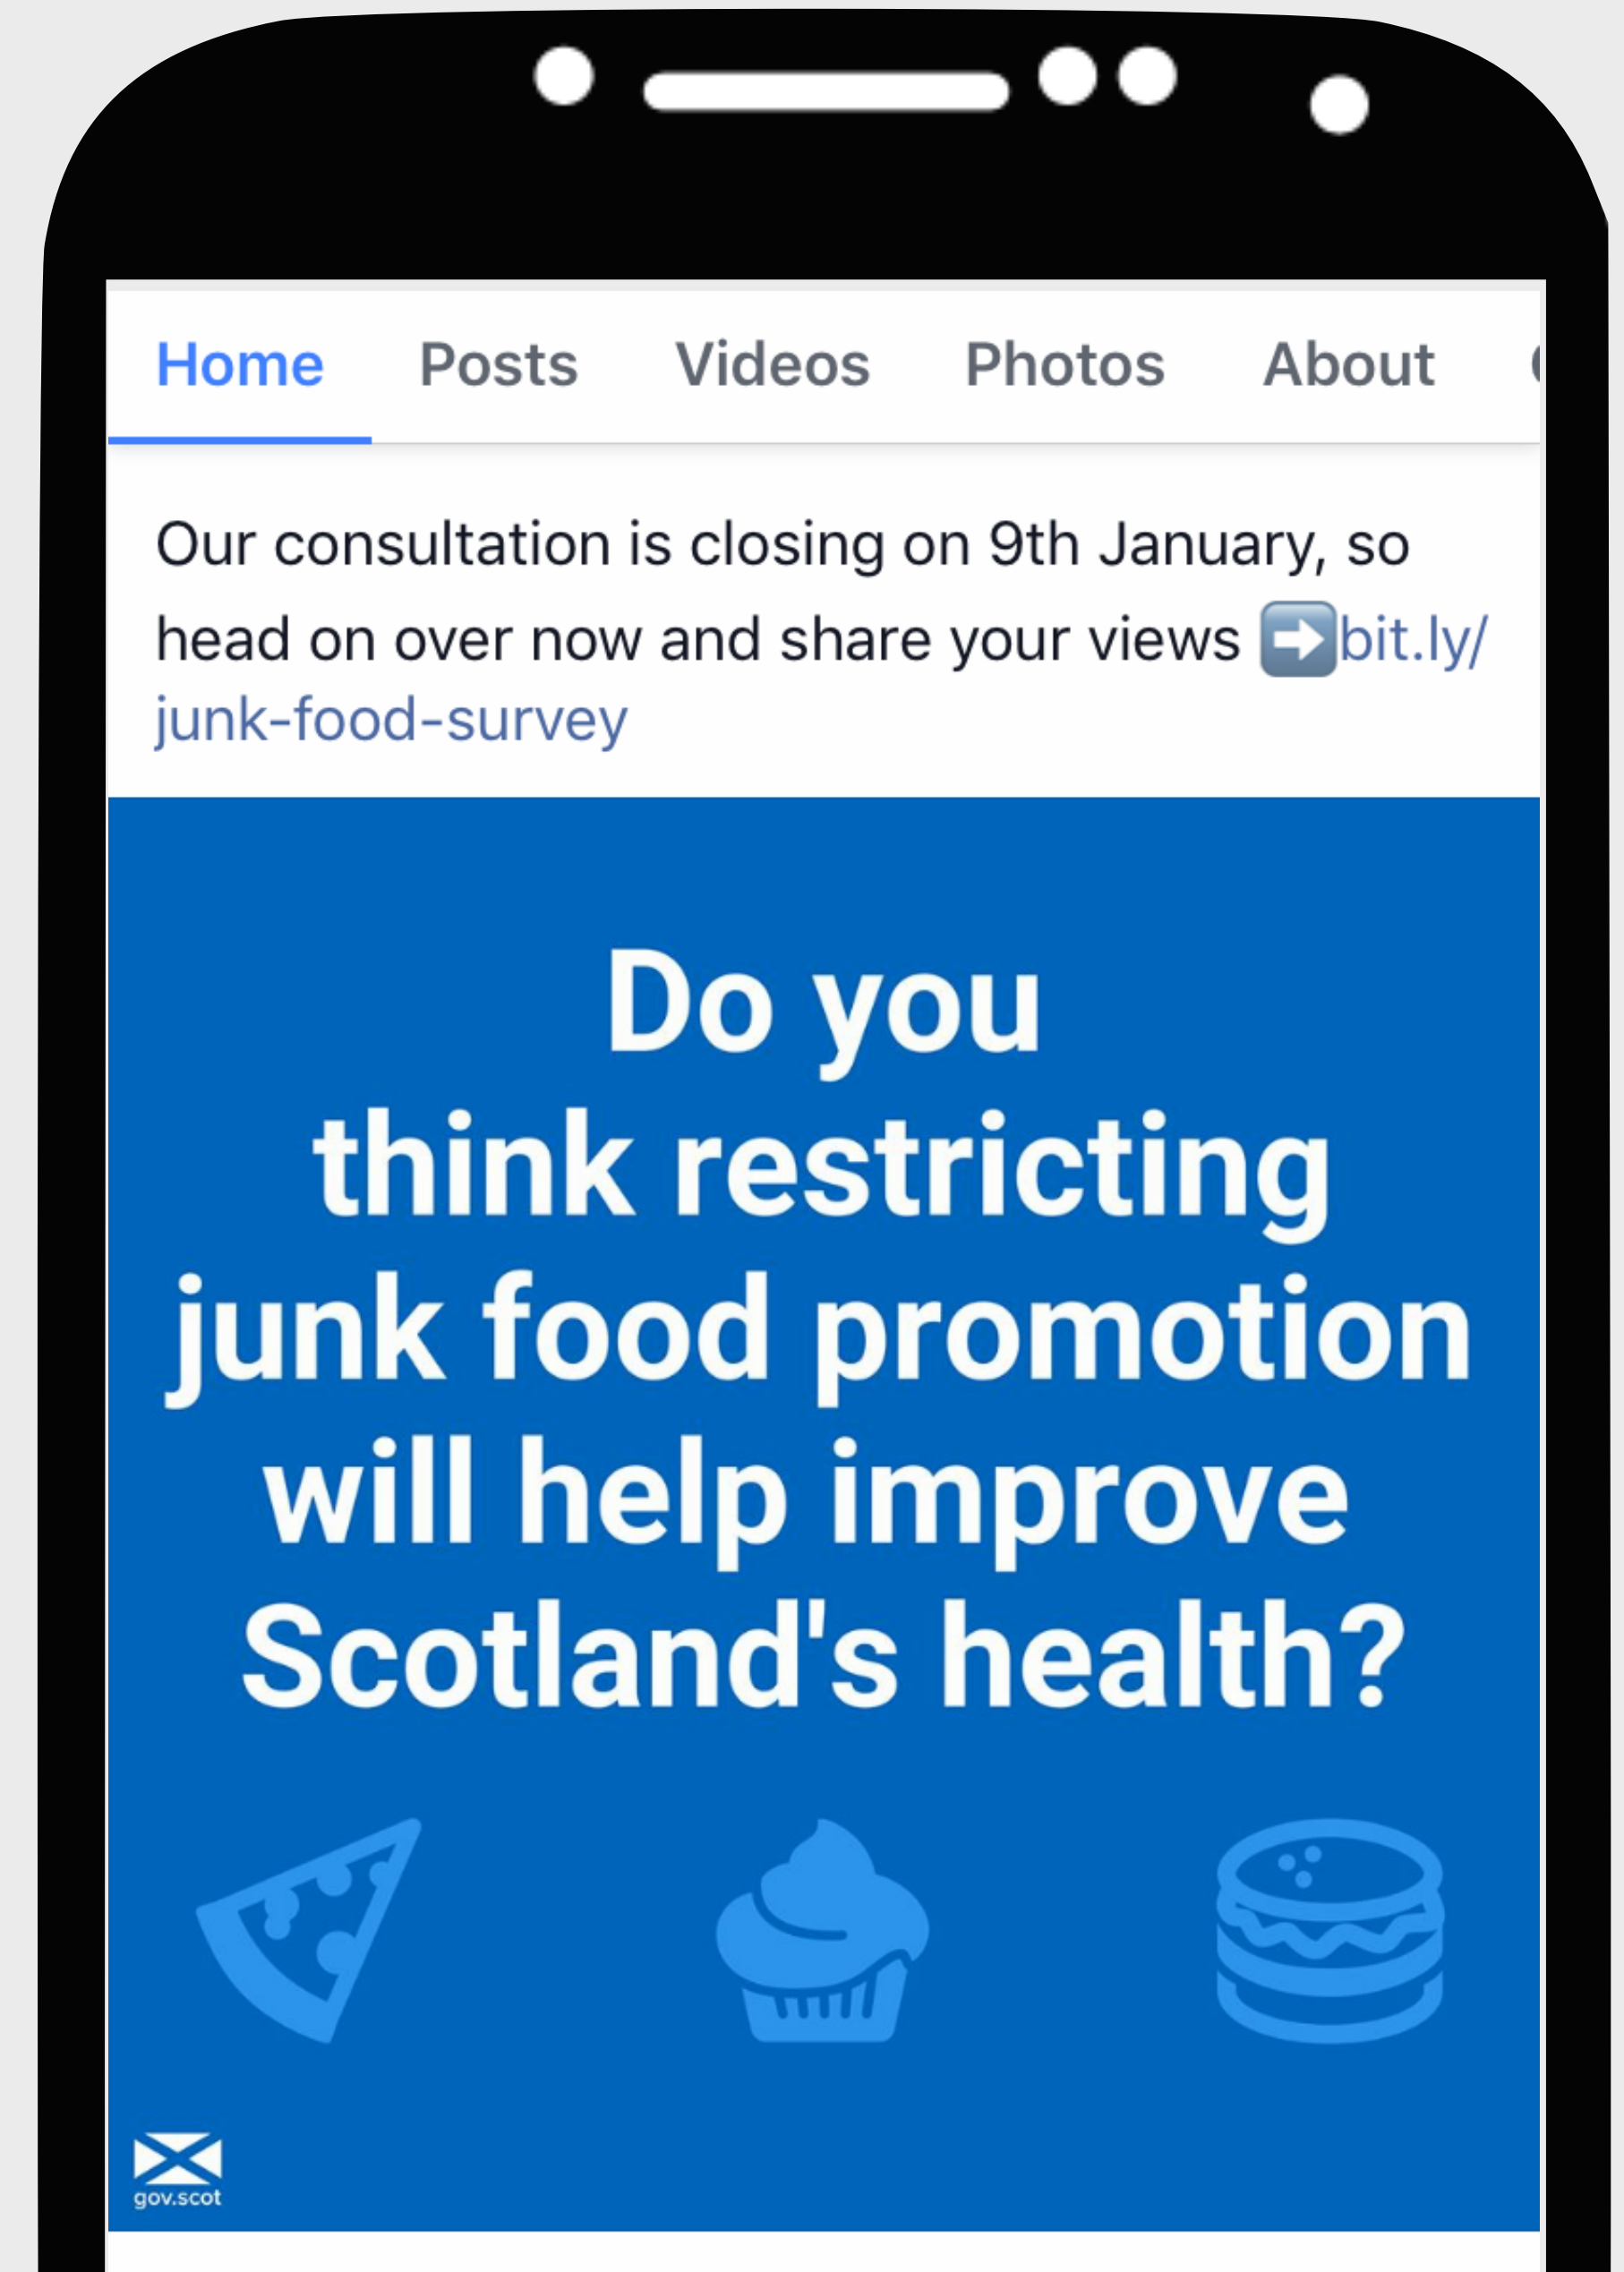 Home Posts Videos Photos About
Our consultation is closing on 9th January, so
head on over now and share your views ➡️bit.ly/
junk-food-survey
Do you
think restricting
junk food promotion
will help improve
Scotland's health?
gov.scot